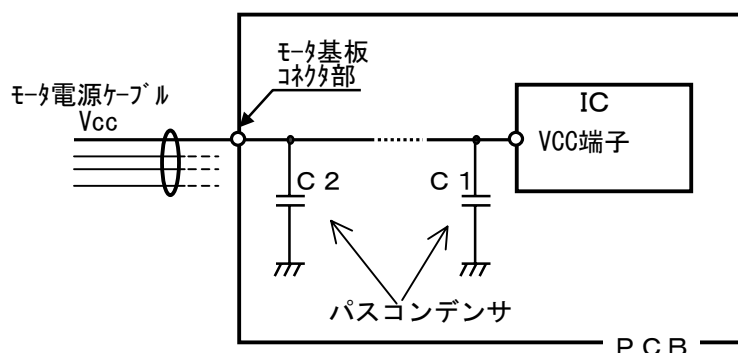 モータ基板
コネクタ部
モータ電源ケーブル
Vcc
IC
VCC端子
C2
C1
パスコンデンサ
PCB